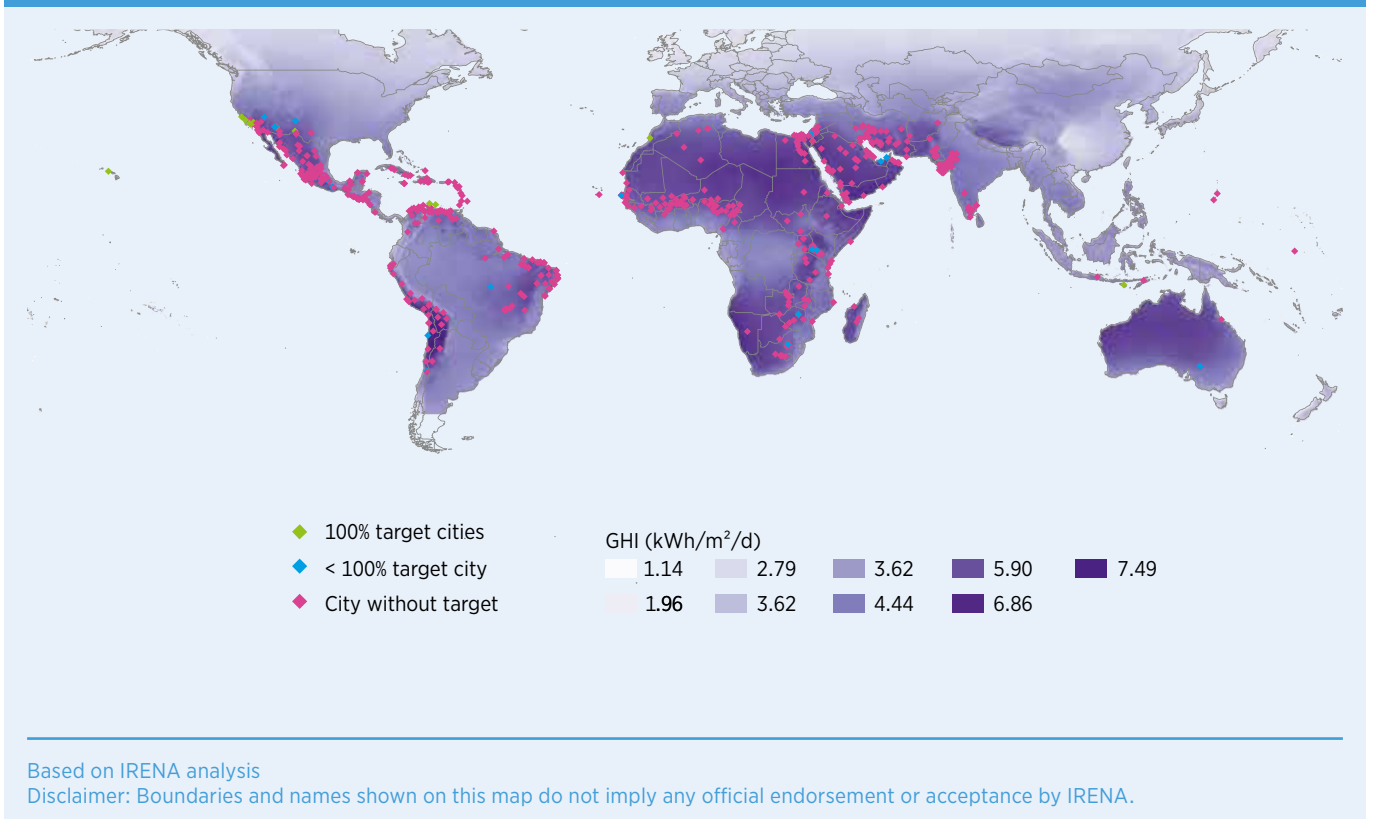 100% target cities
< 100% target city
City without target
GHI (kWh/m²/d)
1.14 2.79 3.62 5.90 7.49
1.96 3.62 4.44 6.86
Based on IRENA analysis
Disclaimer: Boundaries and names shown on this map do not imply any official endorsement or acceptance by IRENA.